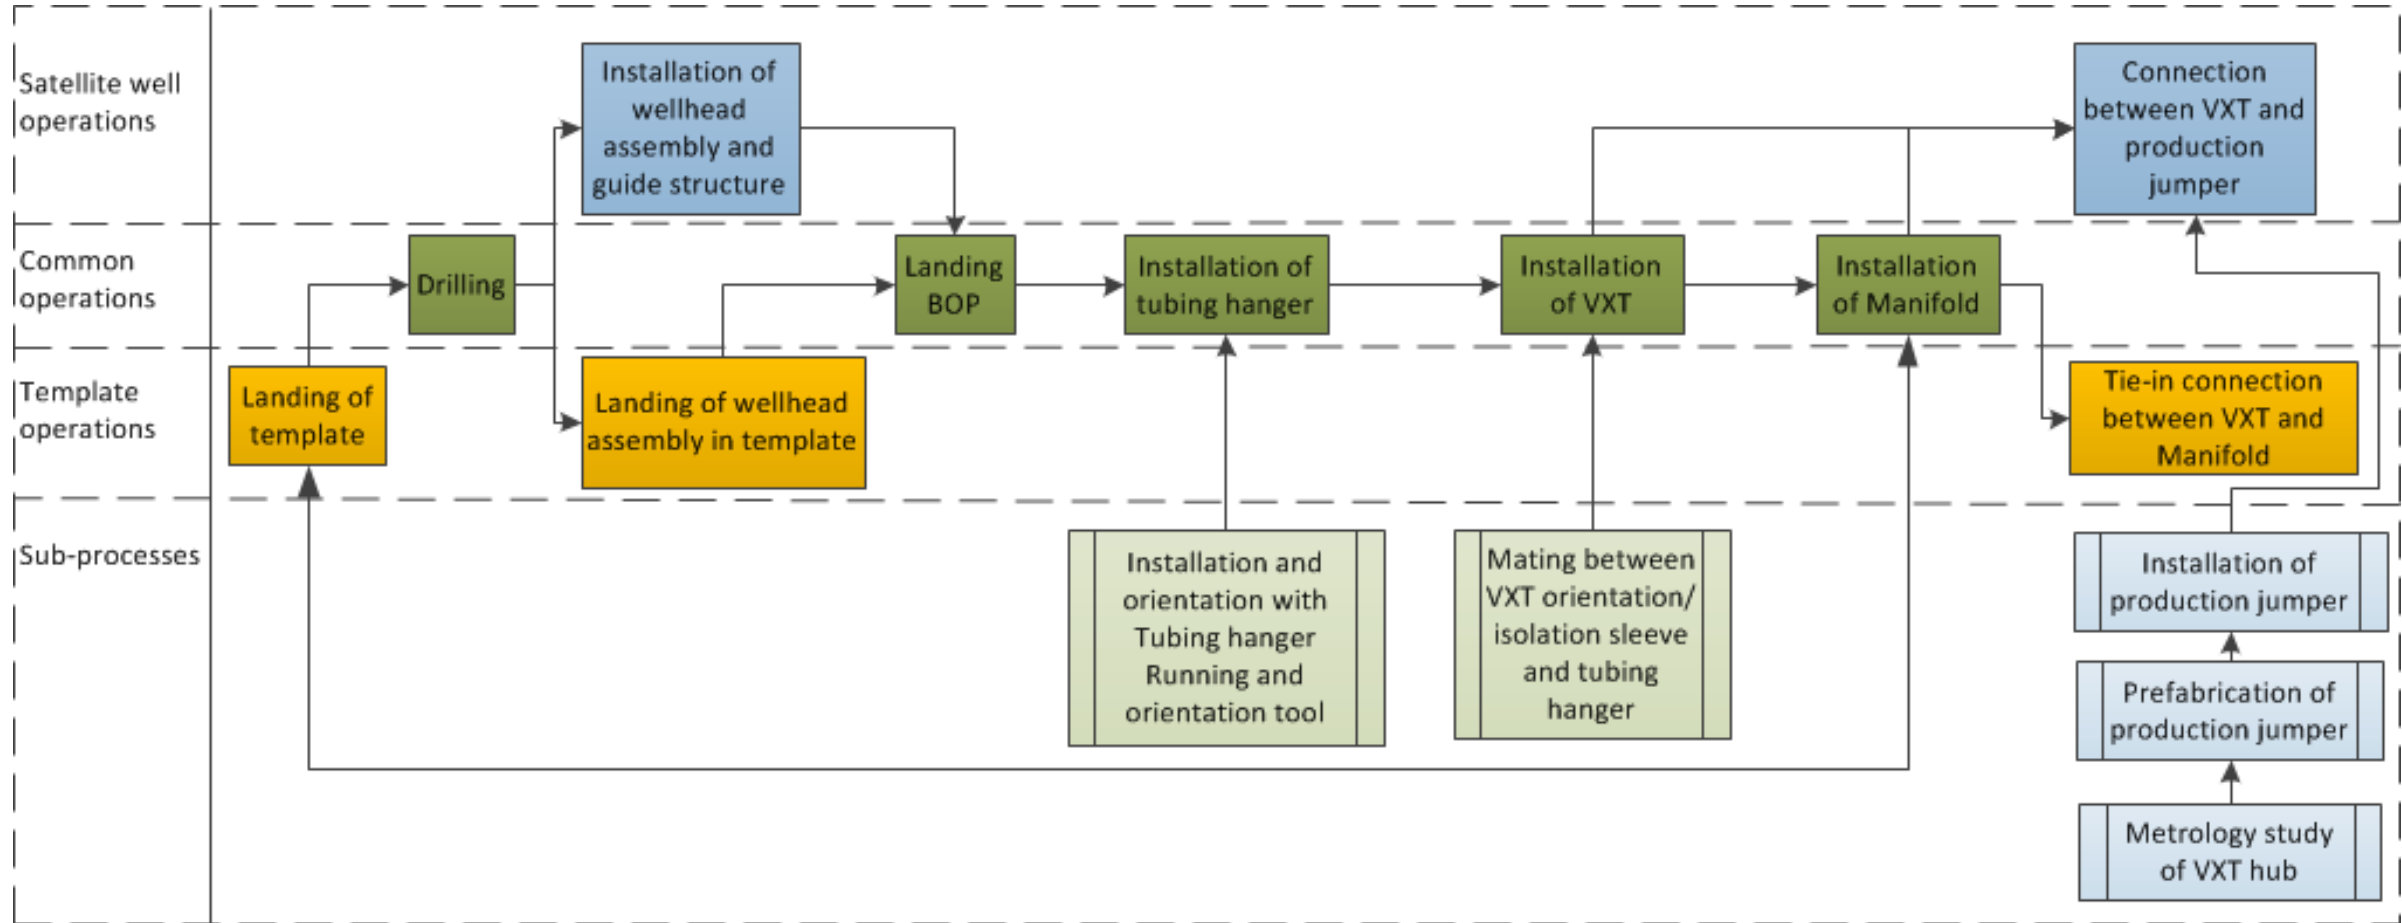 Satellite well
operations
Installation of
wellhead
assembly and
guide structure
Connection
between VXT and
production
jumper
Common
operations
Drilling
Landing
BOP
Installation of
tubing hanger
Installation
of VXT
Installation
of Manifold
Template
operations
Landing of
template
Landing of wellhead
assembly in template
Tie-in connection
between VXT and
Manifold
Sub-processes
Installation and
orientation with
Tubing hanger
Running and
orientation tool
Mating between
VXT orientation/
isolation sleeve
and tubing
hanger
Installation of
production jumper
Prefabrication of
production jumper
Metrology study
of VXT hub